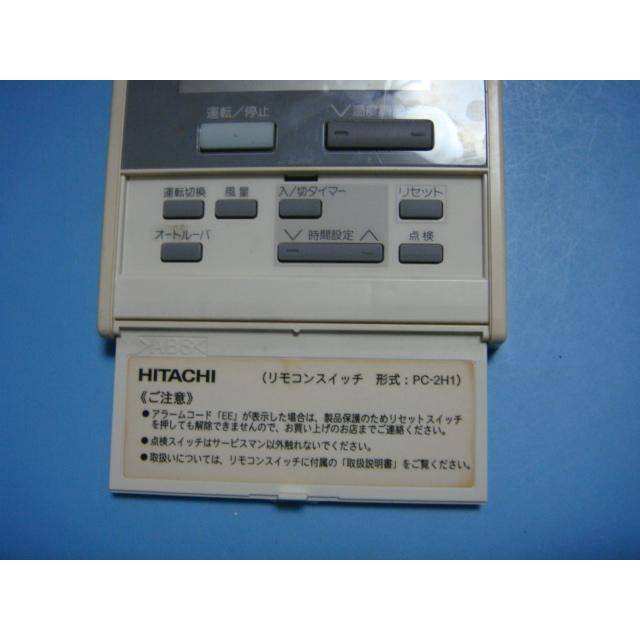 運転/停止
温度
運転切換 風量 入/切タイマー リセット
オートルーバ 時間設定 点検
>ABS<
HITACHI (リモコンスイッチ 形式:PC-2H1)
《ご注意》
●アラームコード「EE」が表示した場合は、製品保護のためリセットスイッチ
を押しても解除できませんので、お買い上げのお店までご連絡ください。
●点検スイッチはサービスマン以外触れないでください。
●取扱いについては、リモコンスイッチに付属の「取扱説明書」をご覧ください。